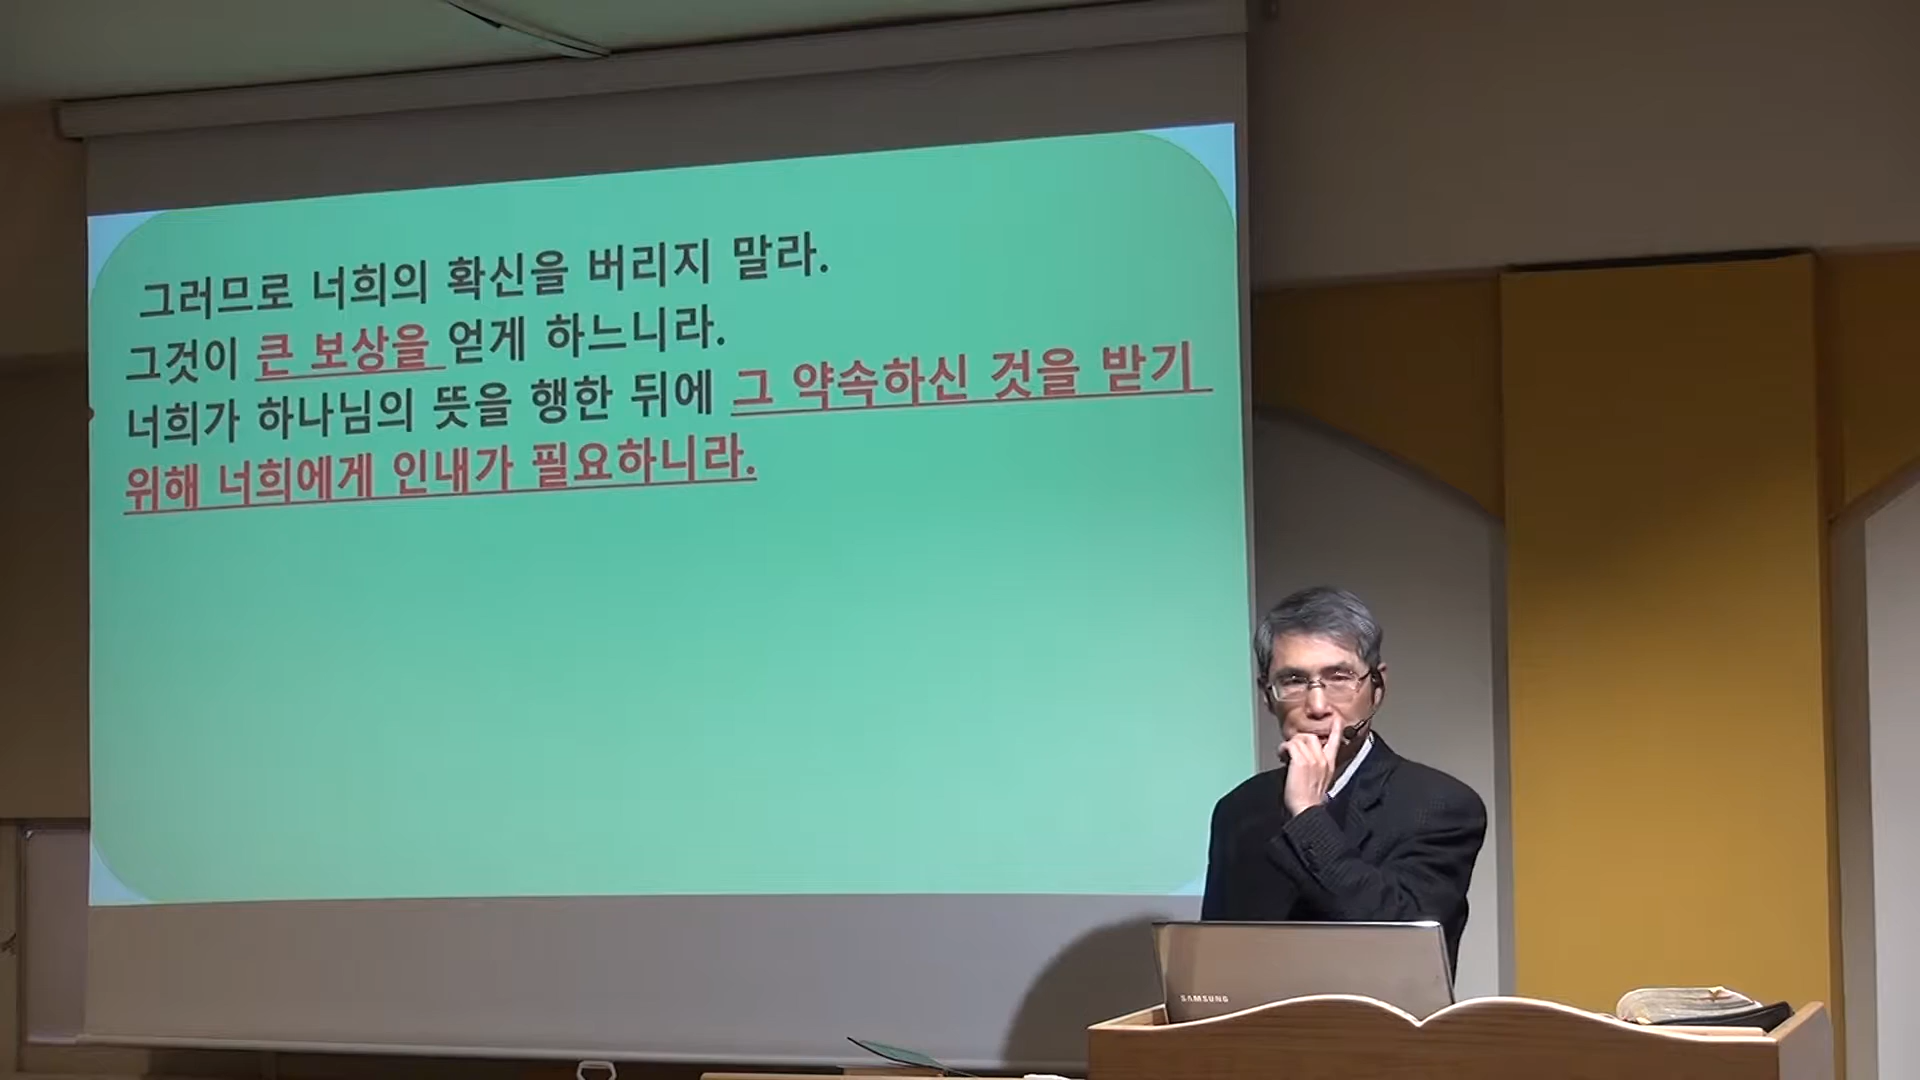 그러므로 너희의 확신을 버리지 말라.
그것이 큰 보상을 얻게 하느니라.
너희가 하나님의 뜻을 행한 뒤에 그 약속하신 것을 받기
위해 너희에게 인내가 필요하니라.
SAMSUNG